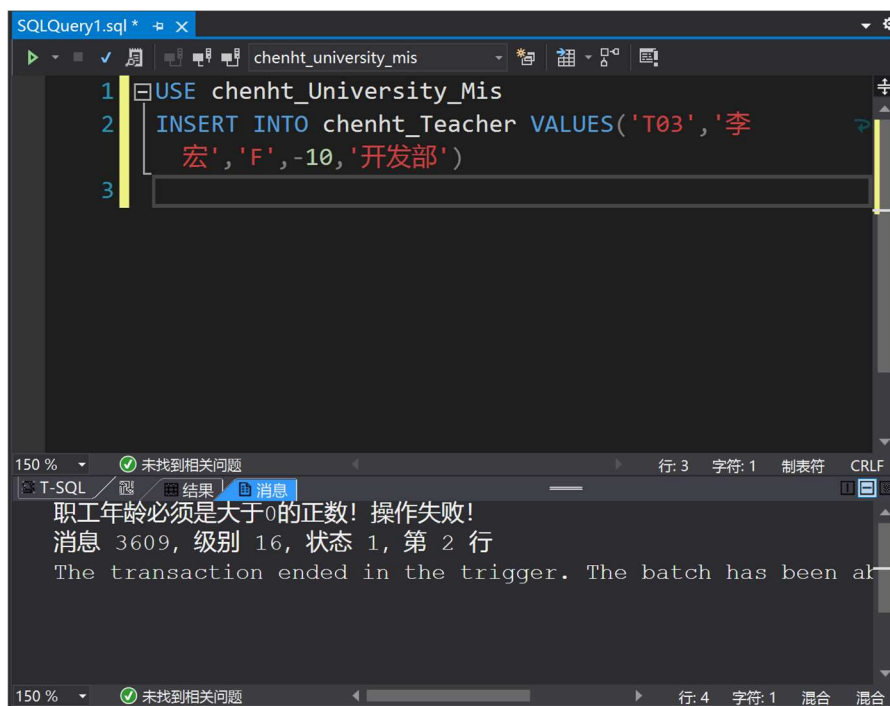 SQLQuery1.sql*
chenht_university_mis
1 USE chenht_University_Mis
2 INSERT INTO chenht_Teacher VALUES('T03','李
宏','F',-10,'开发部')
3
150 % 未找到相关问题 行: 3 字符: 1 制表符 CRLF
T-SQL 结果 消息
职工年龄必须是大于0的正数! 操作失败!
消息 3609, 级别 16, 状态 1, 第 2 行
The transaction ended in the trigger. The batch has been ab
150 % 未找到相关问题 行: 4 字符: 1 混合 混合